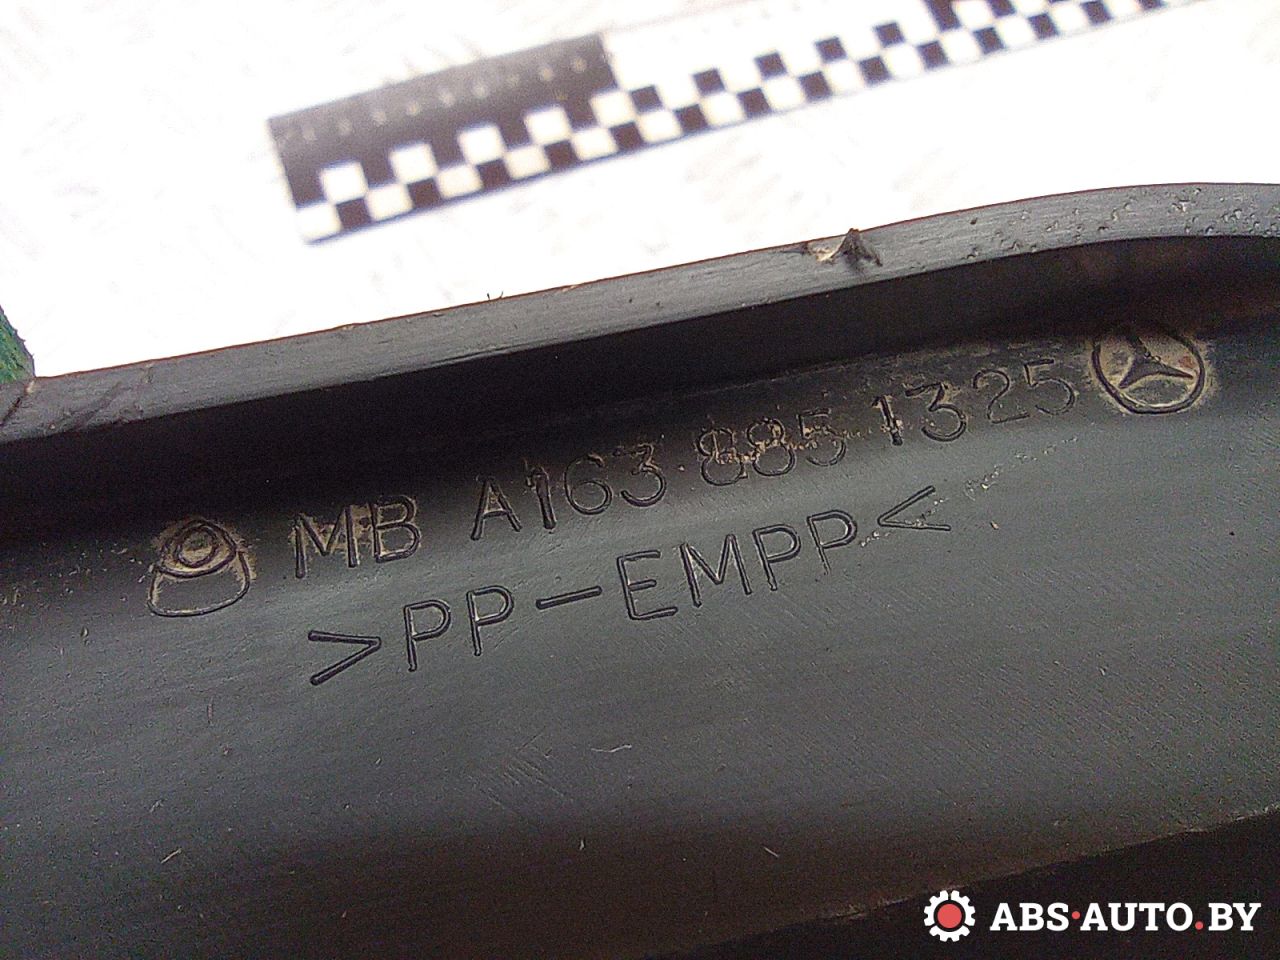 MB A163 885 1325
>PP-EMPP<
ABS·AUTO.BY